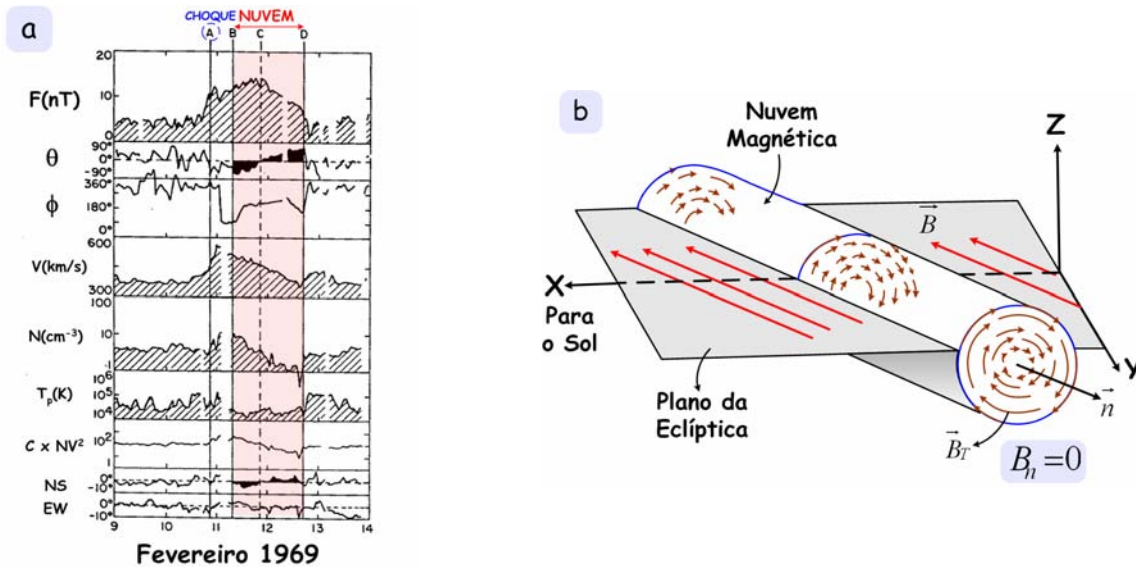 a
CHOQUE NUVEM
A B C D
20
F(nT)
10
0
90°
θ
0°
-90°
360°
ϕ
180°
0°
600
V(km/s)
300
100
N(cm⁻³)
10
1
10⁶
Tₚ(K)
10⁵
10⁴
C x NV²
10²
1
NS
0°
-10°
EW
0°
-10°
9 10 11 12 13 14
Fevereiro 1969
b
Nuvem
Magnética
Z
B
X
Para
o Sol
Y
n
Plano da
Eclíptica
B_T
Bₙ=0